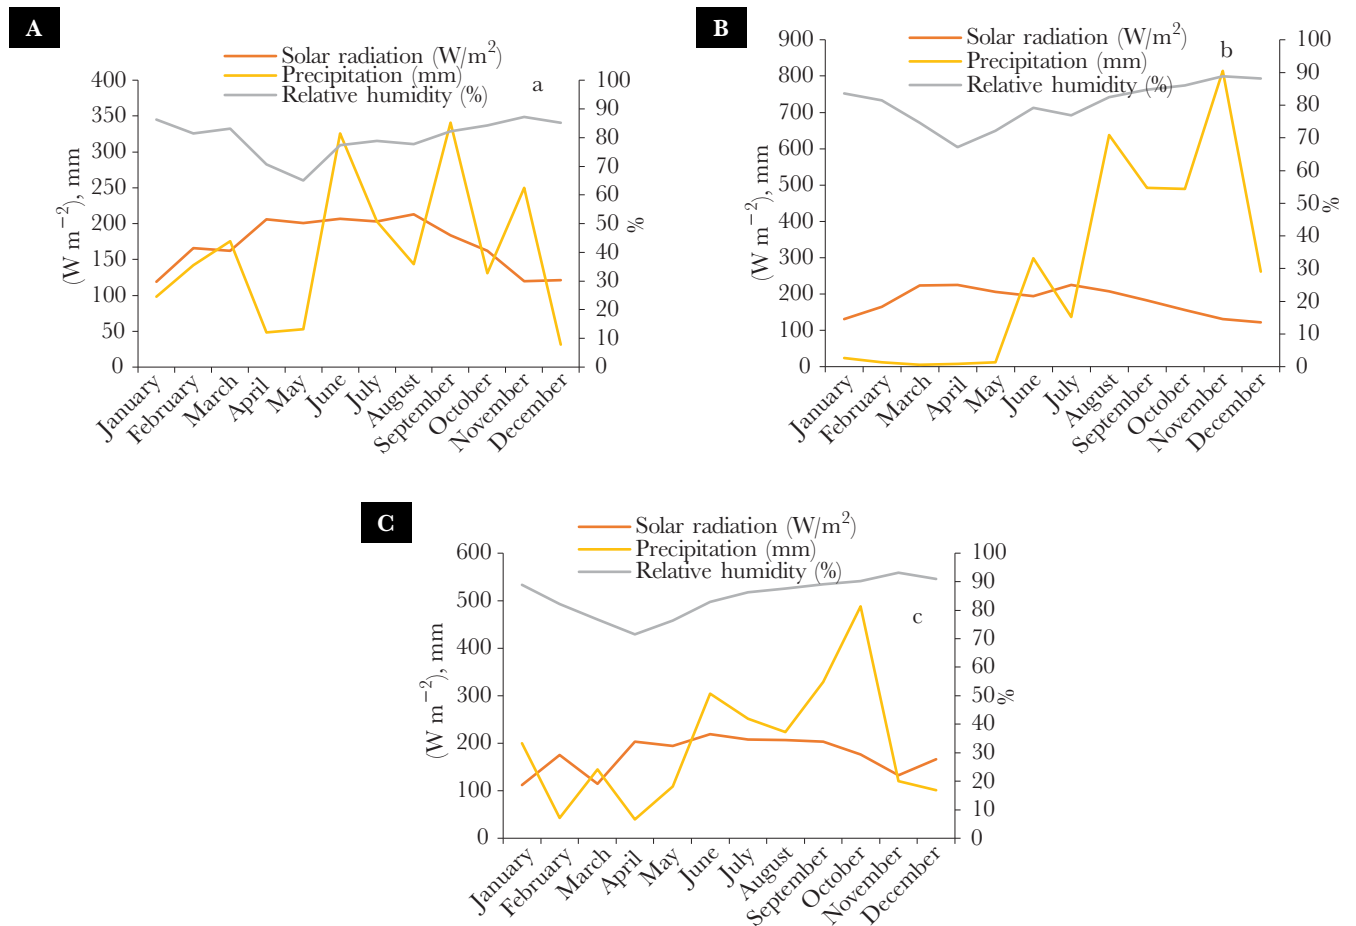 A
Solar radiation (W/m²)
Precipitation (mm)
Relative humidity (%)
a
400
350
300
250
200
150
100
50
0
(W m⁻²), mm
100
90
80
70
60
50
40
30
20
10
0
%
January
February
March
April
May
June
July
August
September
October
November
December
B
Solar radiation (W/m²)
Precipitation (mm)
Relative humidity (%)
b
900
800
700
600
500
400
300
200
100
0
(W m⁻²), mm
100
90
80
70
60
50
40
30
20
10
0
%
January
February
March
April
May
June
July
August
September
October
November
December
C
Solar radiation (W/m²)
Precipitation (mm)
Relative humidity (%)
c
600
500
400
300
200
100
0
(W m⁻²), mm
100
90
80
70
60
50
40
30
20
10
0
%
January
February
March
April
May
June
July
August
September
October
November
December